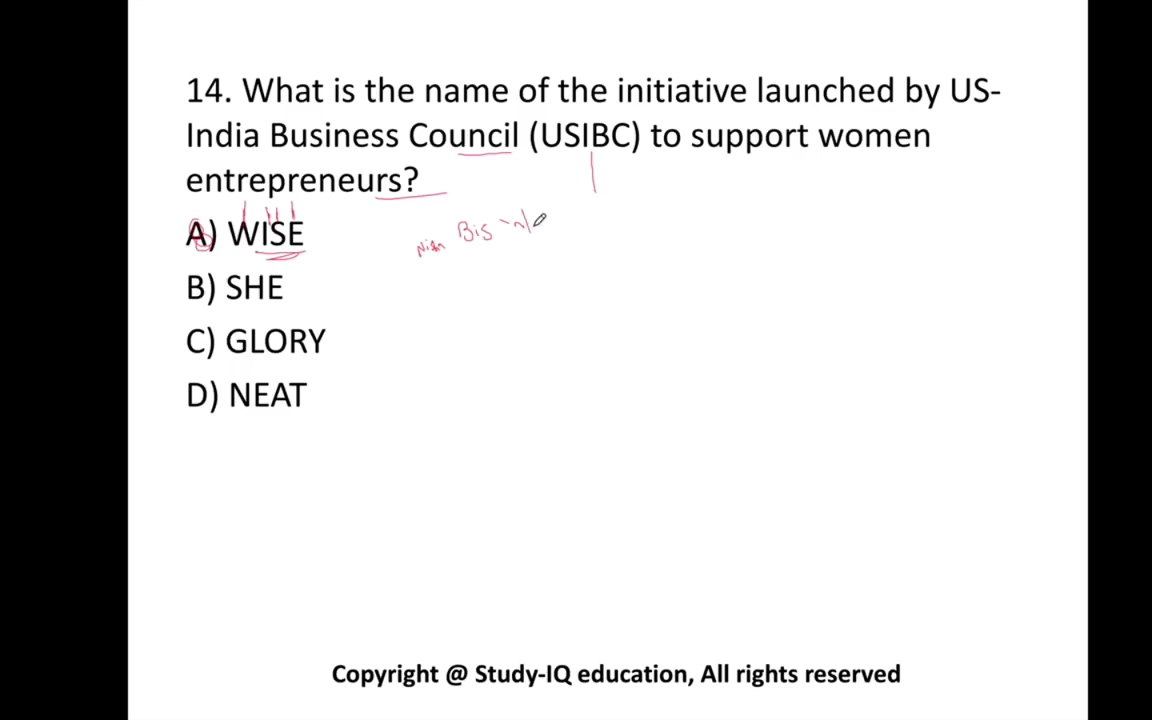 14. What is the name of the initiative launched by US-
India Business Council (USIBC) to support women
entrepreneurs?
A) WISE
Bis
B) SHE
C) GLORY
D) NEAT
Copyright @ Study-IQ education, All rights reserved